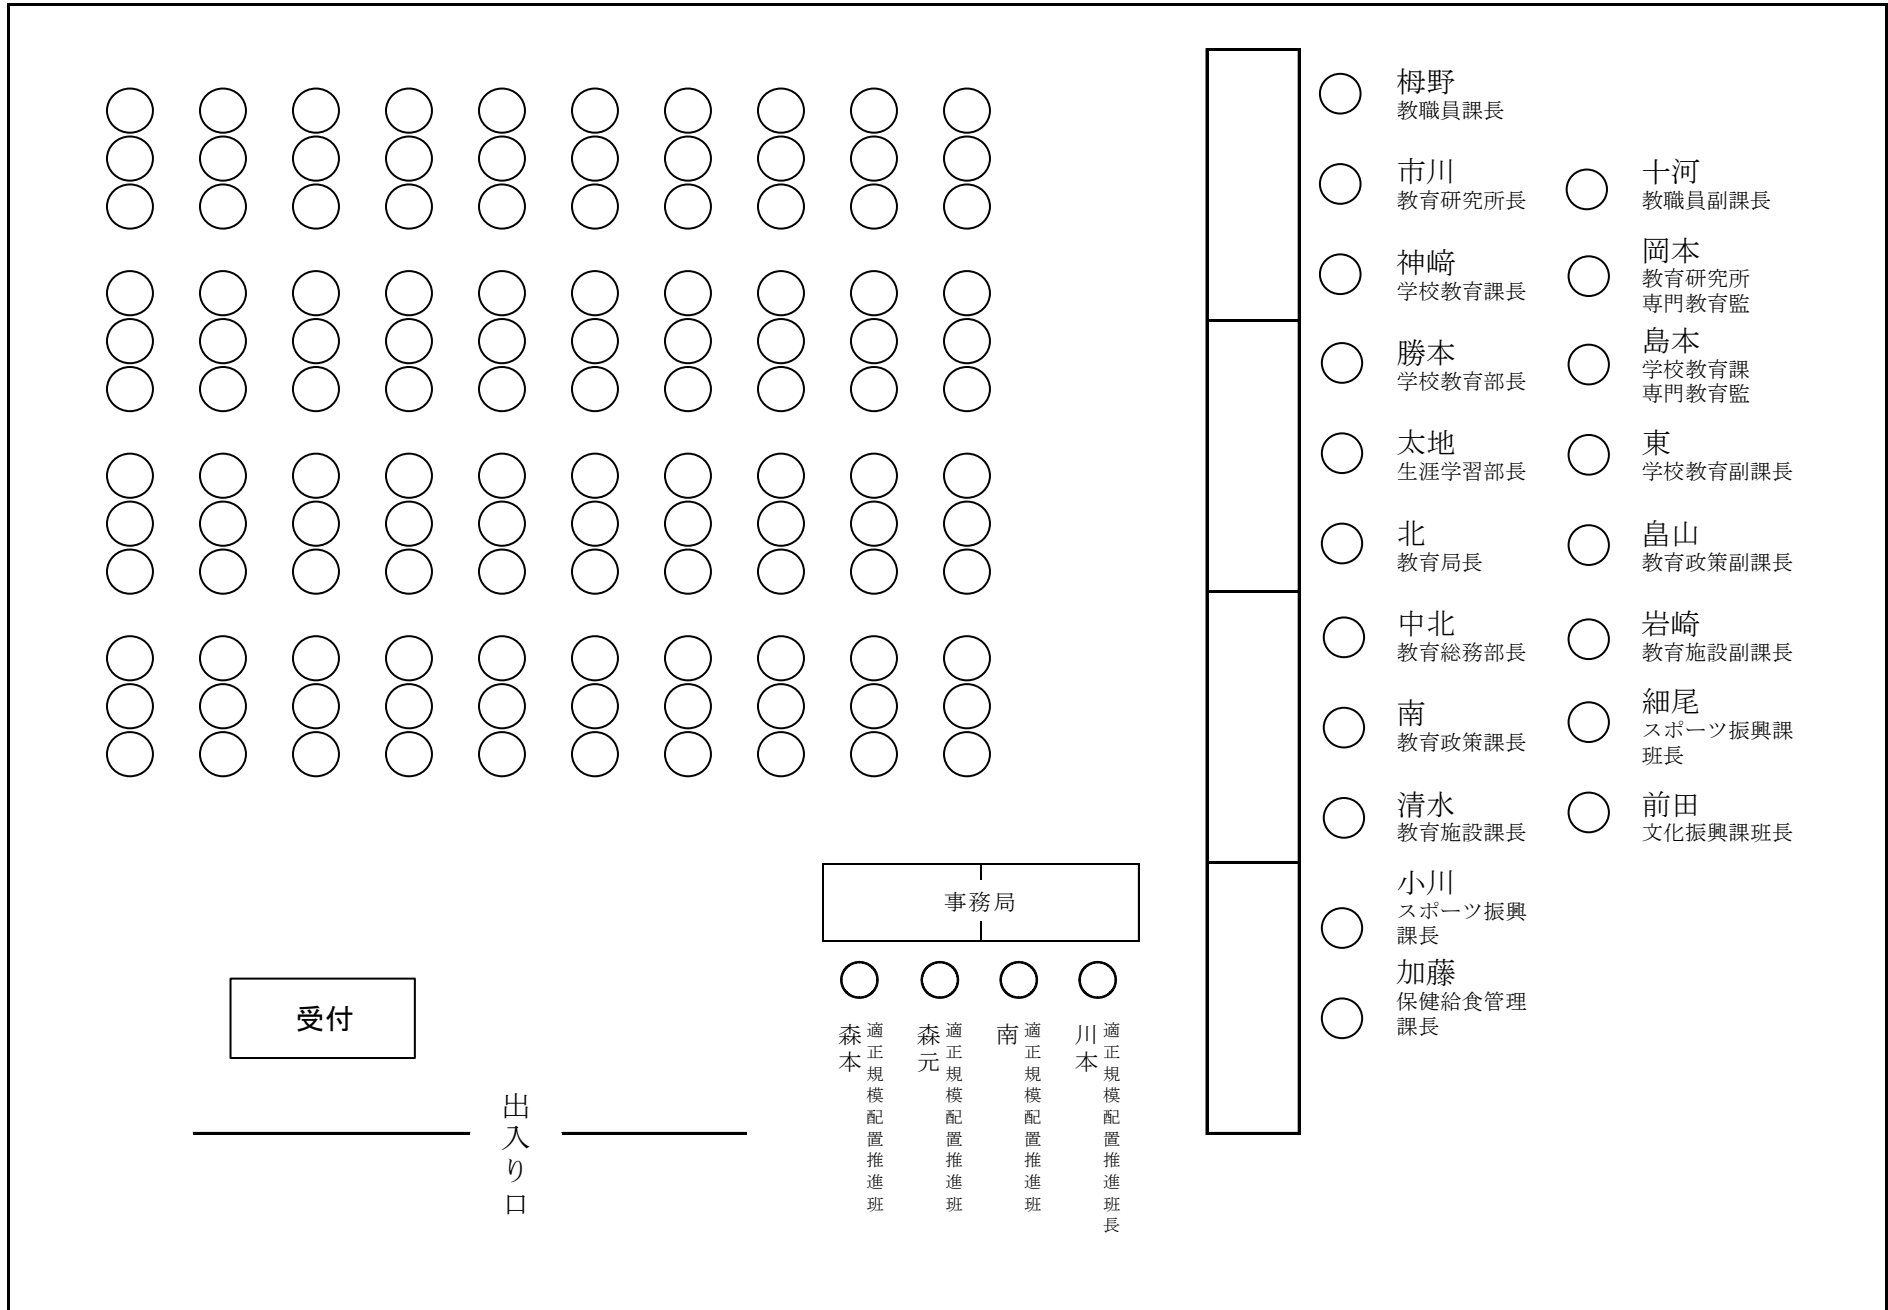 栂野
教職員課長
市川
教育研究所長
神﨑
学校教育課長
勝本
学校教育部長
太地
生涯学習部長
北
教育局長
中北
教育総務部長
南
教育政策課長
清水
教育施設課長
小川
スポーツ振興
課長
加藤
保健給食管理
課長
十河
教職員副課長
岡本
教育研究所
専門教育監
島本
学校教育課
専門教育監
東
学校教育副課長
畠山
教育政策副課長
岩崎
教育施設副課長
細尾
スポーツ振興課
班長
前田
文化振興課班長
事務局
川本
適正規模配置推進班長
南
適正規模配置推進班
森元
適正規模配置推進班
森本
適正規模配置推進班
受付
出入り口